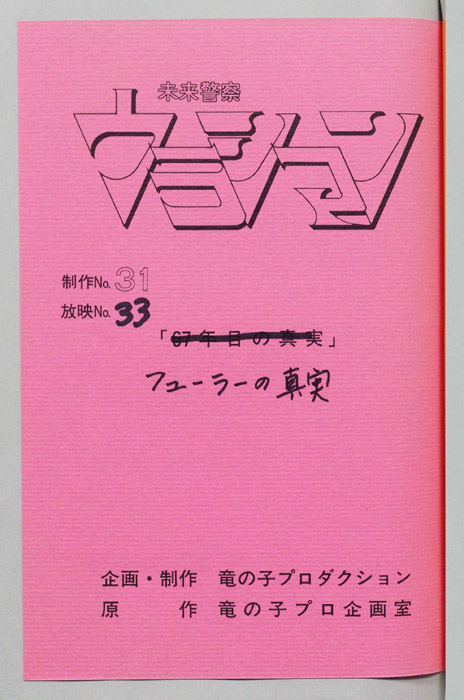 未来警察
ウラシマン
制作No. 31
放映No. 33
「67年目の真実」
フューラーの真実
企画・制作 竜の子プロダクション
原 作 竜の子プロ企画室